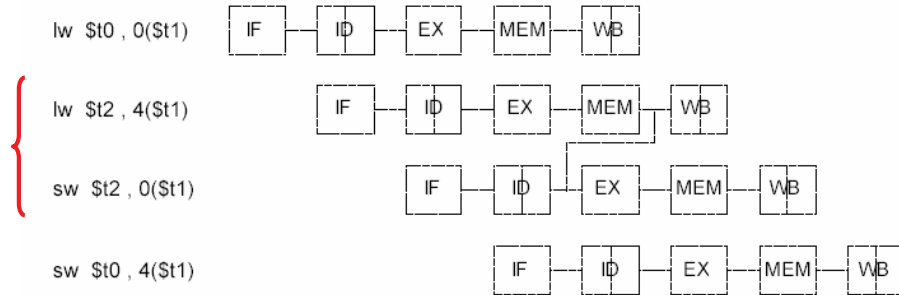 lw $t0 , 0($t1) IF ID EX MEM WB
lw $t2 , 4($t1) IF ID EX MEM WB
sw $t2 , 0($t1) IF ID EX MEM WB
sw $t0 , 4($t1) IF ID EX MEM WB